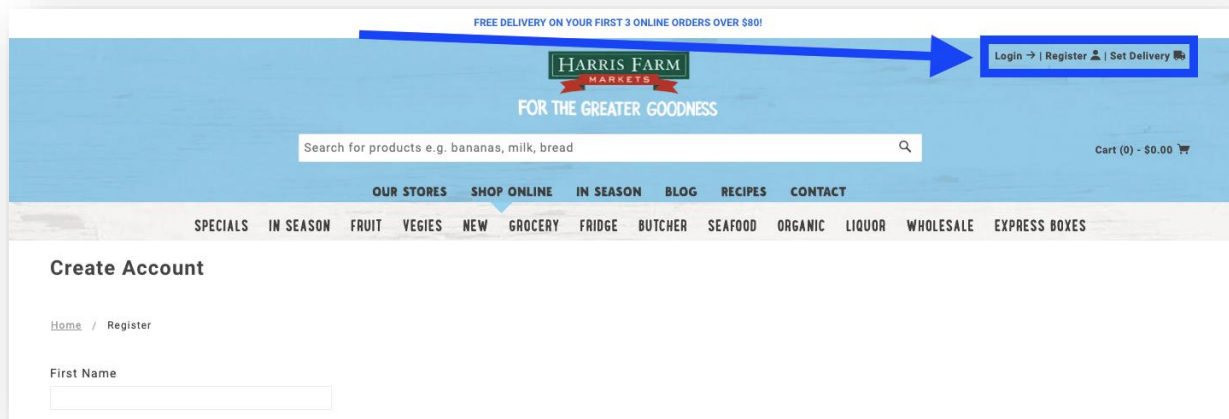 FREE DELIVERY ON YOUR FIRST 3 ONLINE ORDERS OVER $80!
Login → | Register | Set Delivery
HARRIS FARM
MARKETS
FOR THE GREATER GOODNESS
Search for products e.g. bananas, milk, bread
Cart (0) - $0.00
OUR STORES SHOP ONLINE IN SEASON BLOG RECIPES CONTACT
SPECIALS IN SEASON FRUIT VEGIES NEW GROCERY FRIDGE BUTCHER SEAFOOD ORGANIC LIQUOR WHOLESALE EXPRESS BOXES
Create Account
Home / Register
First Name